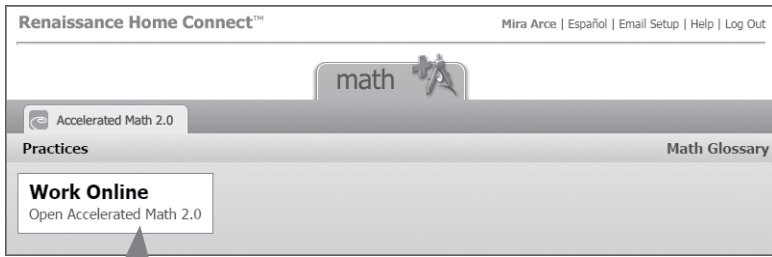 Renaissance Home Connect™
Mira Arce | Español | Email Setup | Help | Log Out
math
Accelerated Math 2.0
Practices
Math Glossary
Work Online
Open Accelerated Math 2.0